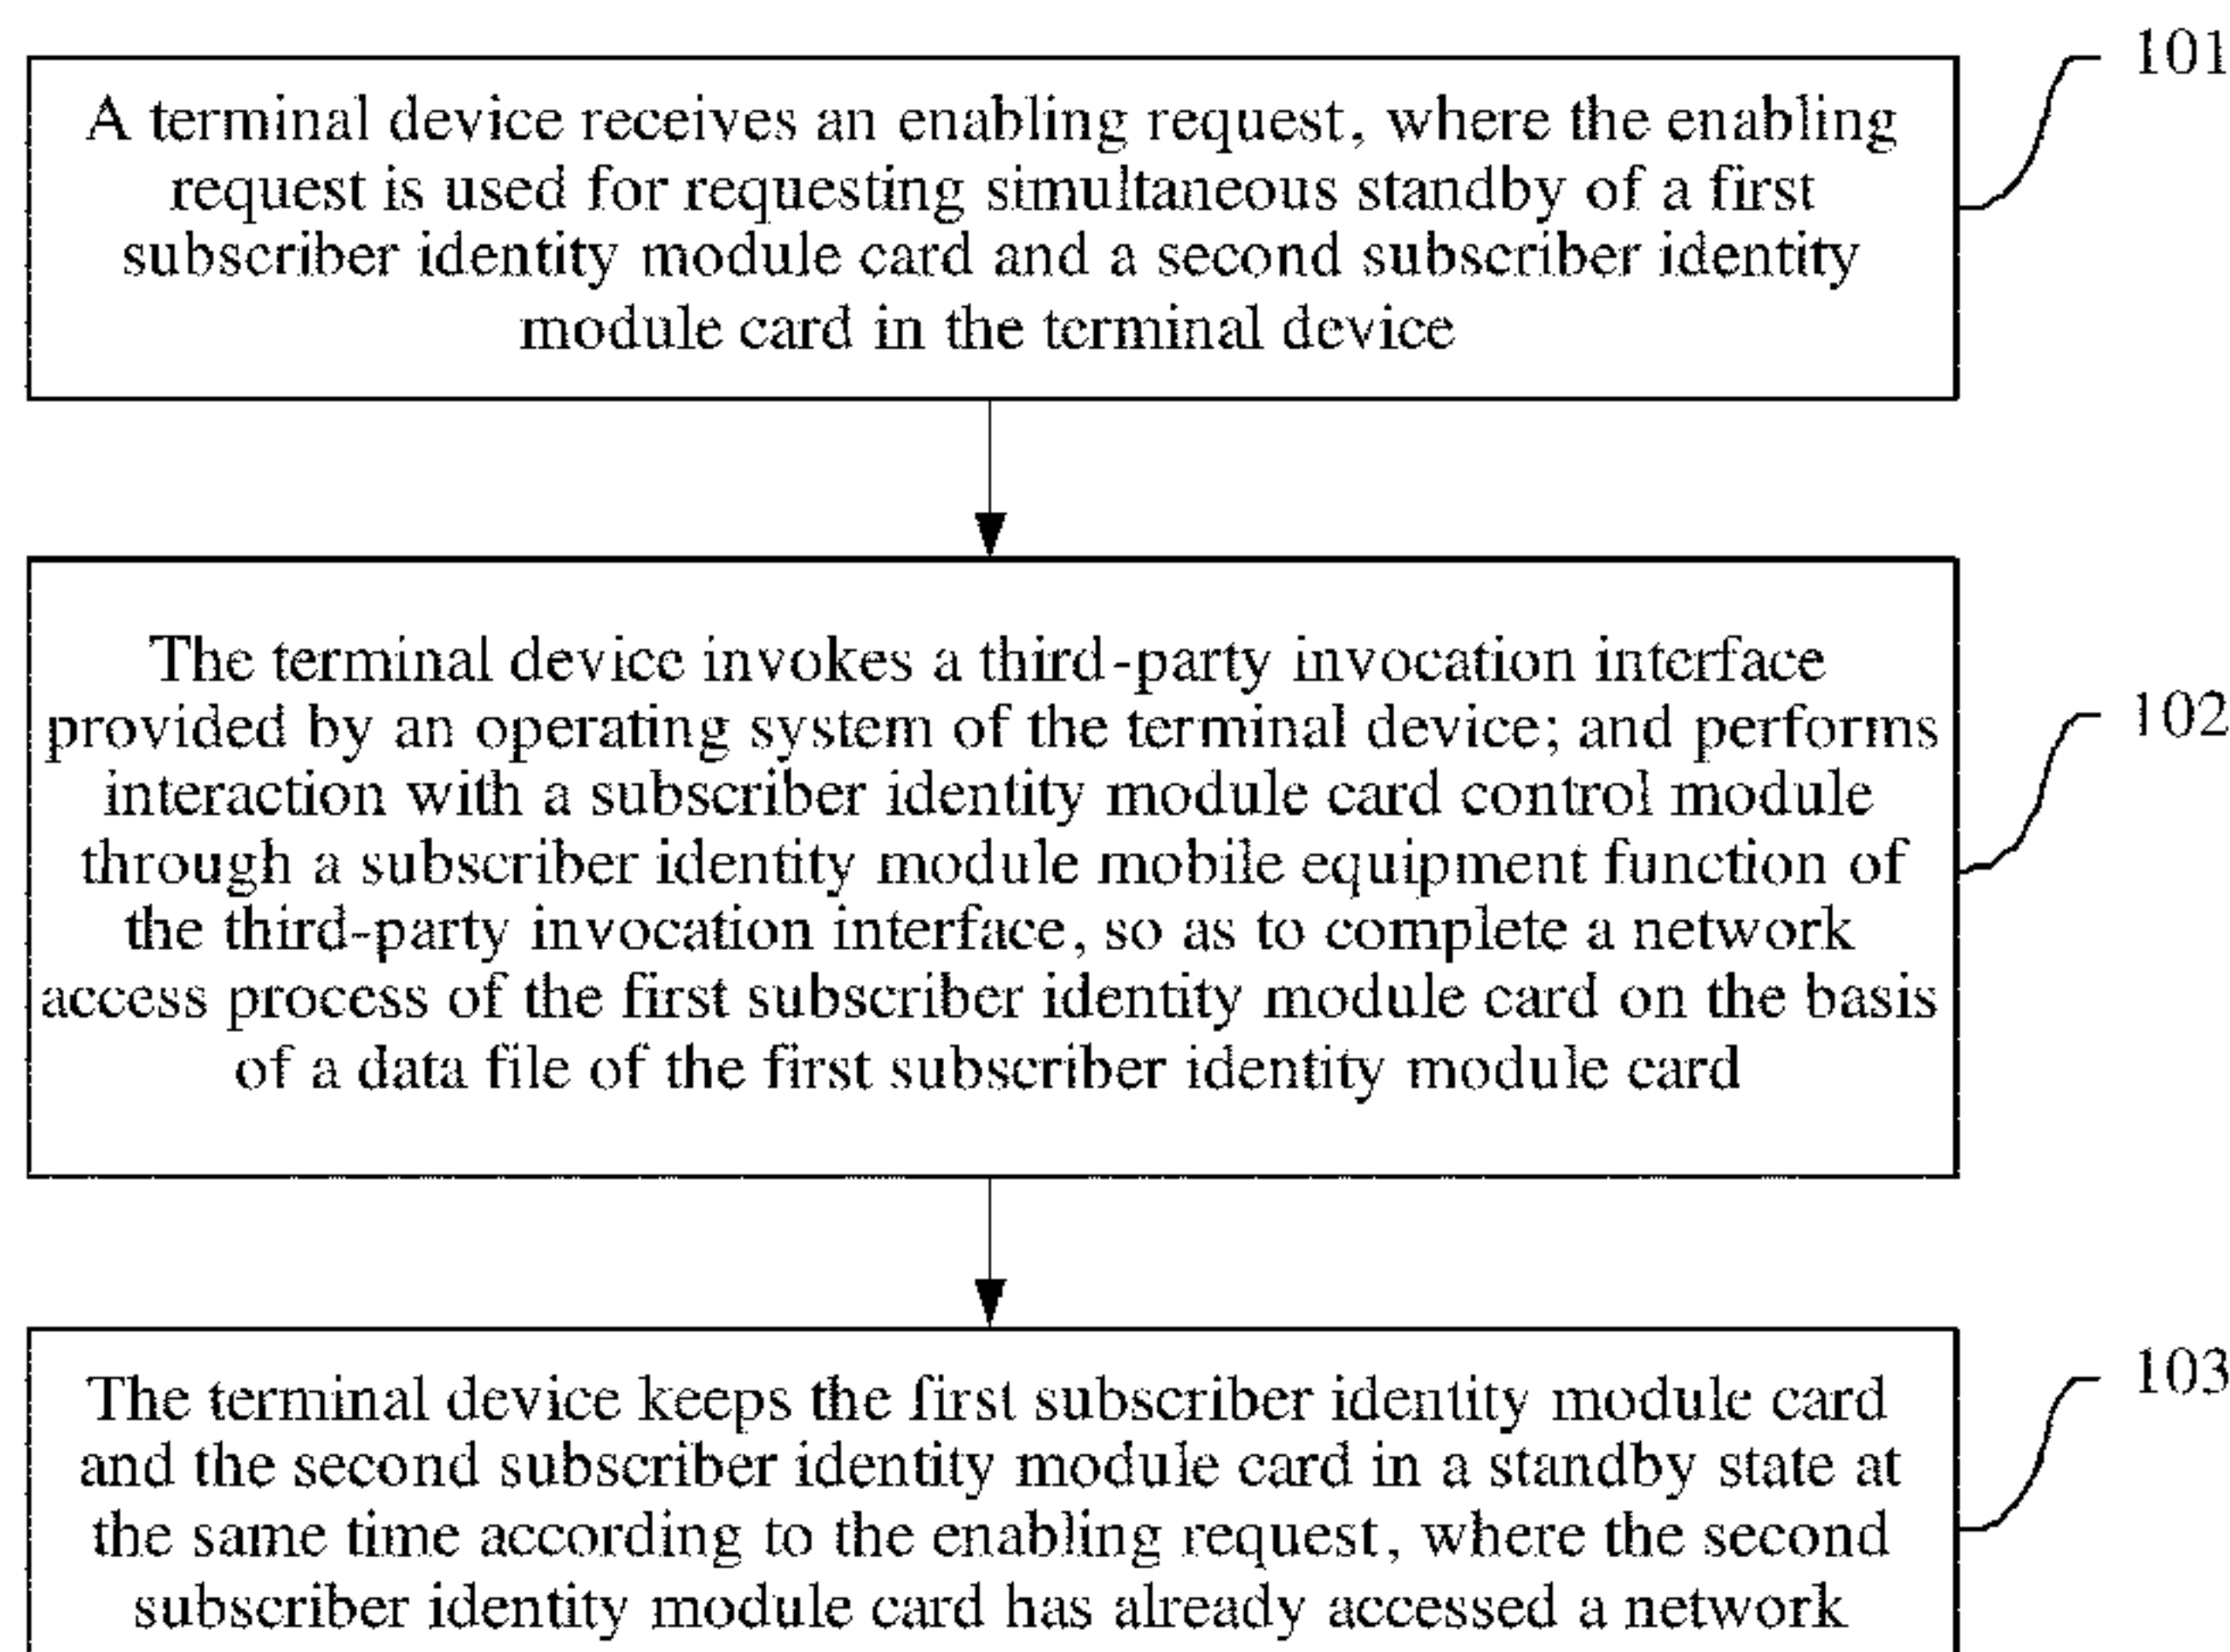 101
A terminal device receives an enabling request, where the enabling
request is used for requesting simultaneous standby of a first
subscriber identity module card and a second subscriber identity
module card in the terminal device
The terminal device invokes a third-party invocation interface
provided by an operating system of the terminal device; and performs
102
interaction with a subscriber identity module card control module
through a subscriber identity module mobile equipment function of
the third-party invocation interface, so as to complete a network
access process of the first subscriber identity module card on the basis
of a data file of the first subscriber identity module card
103
The terminal device keeps the first subscriber identity module card
and the second subscriber identity module card in a standby state at
the same time according to the enabling request, where the second
subscriber identity module card has already accessed a network